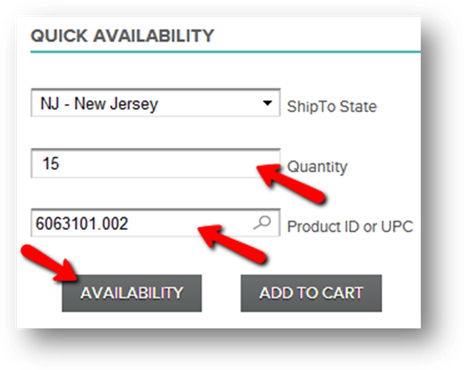 QUICK AVAILABILITY
NJ - New Jersey ShipTo State
15 Quantity
6063101.002 Product ID or UPC
AVAILABILITY ADD TO CART